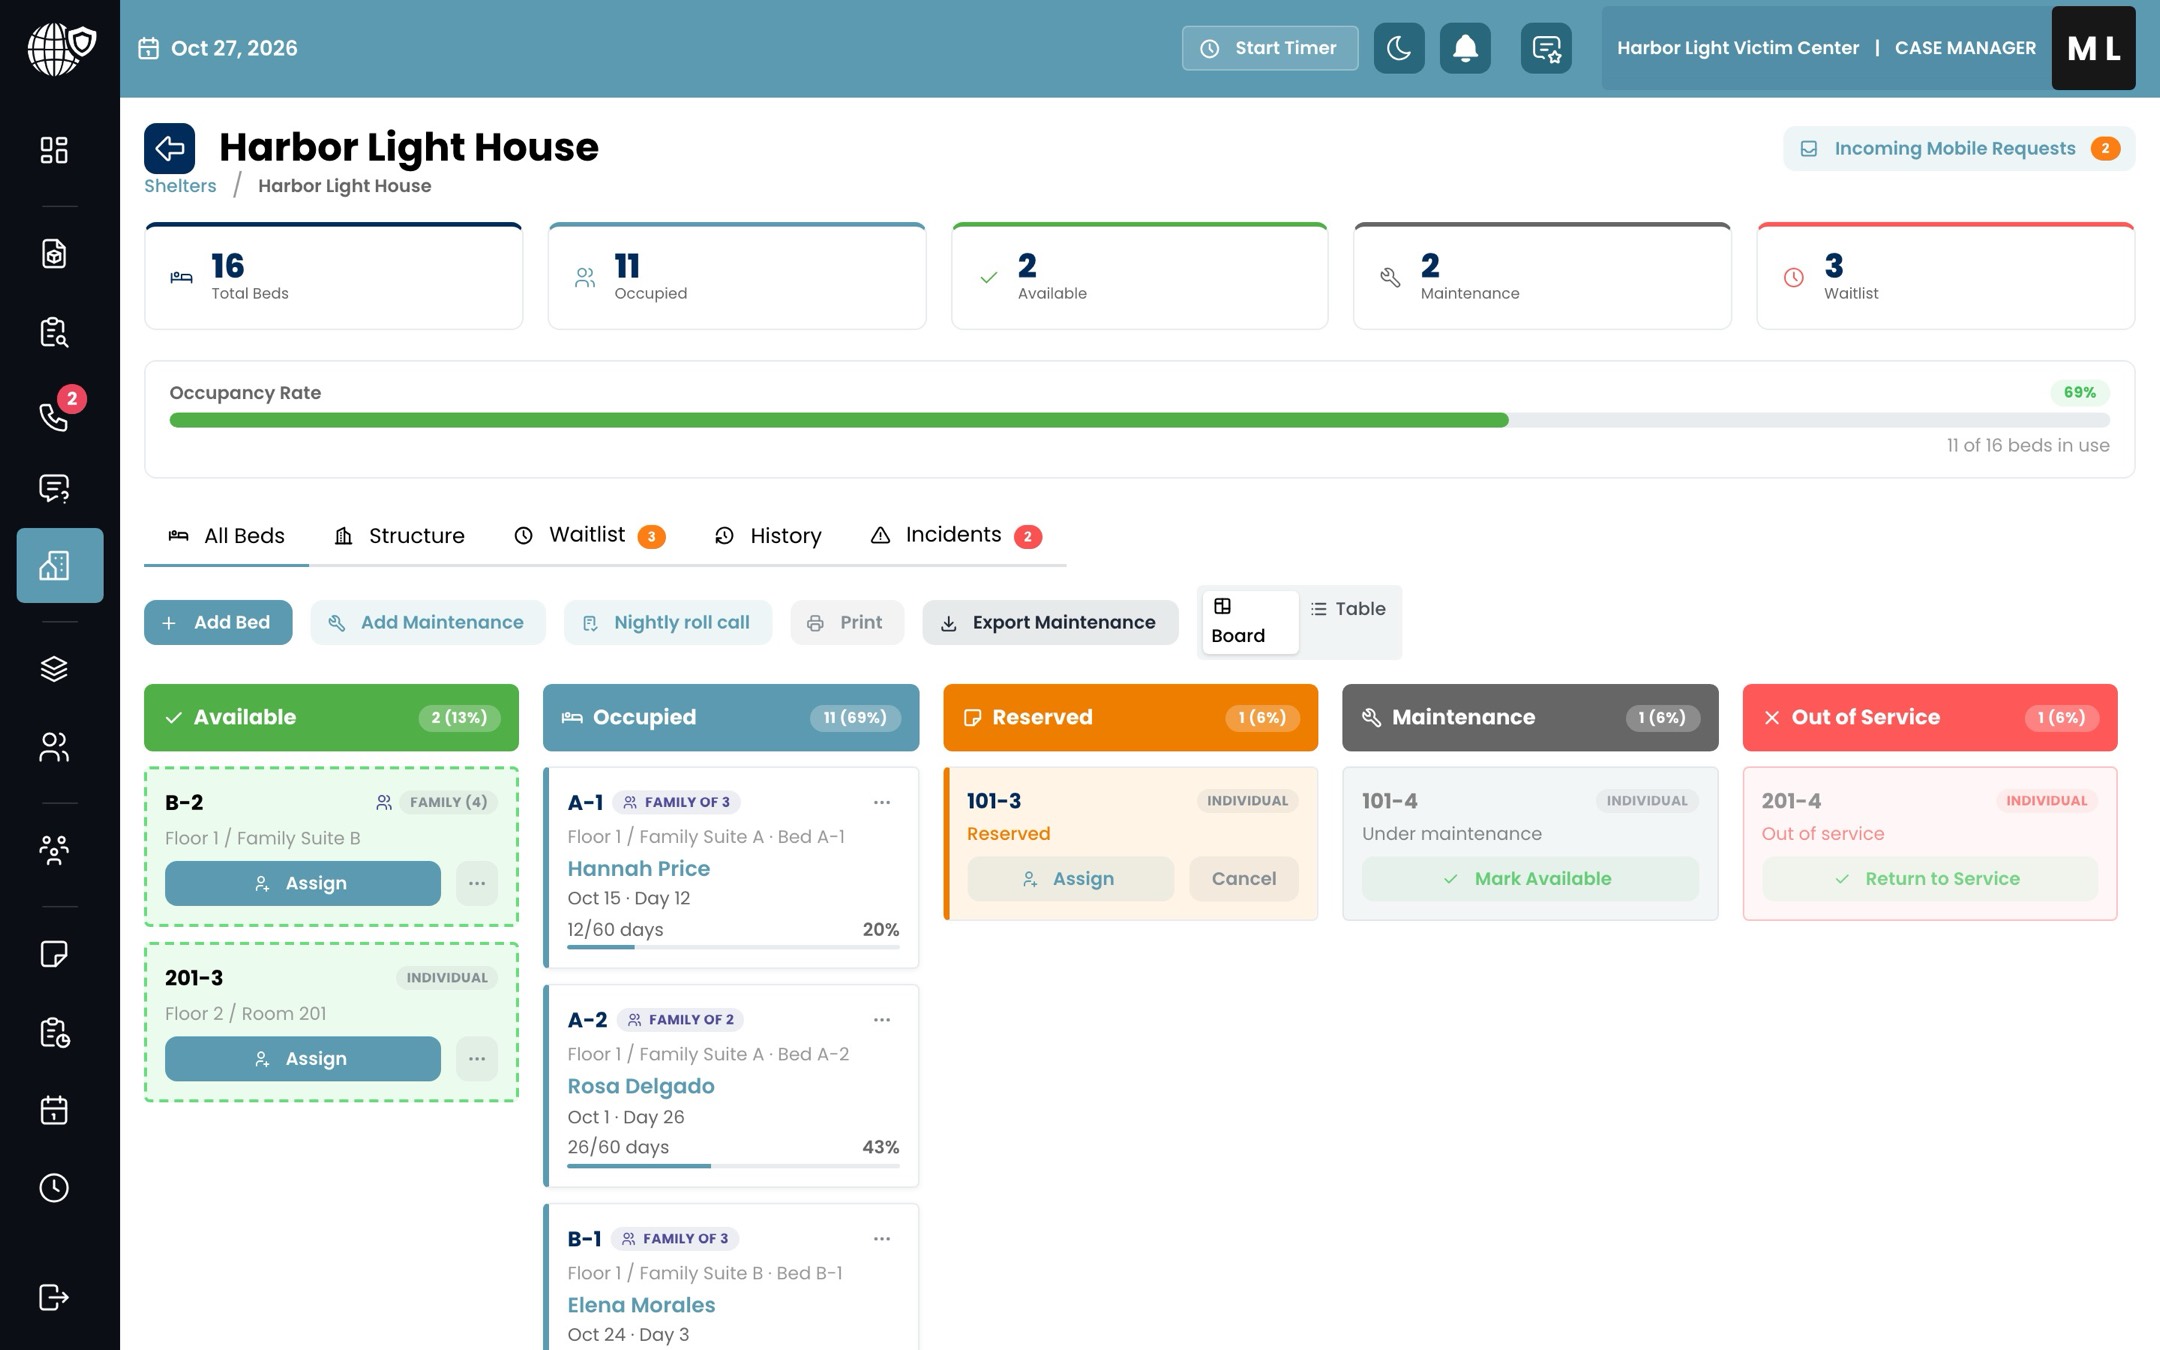 Oct 27, 2026
Start Timer
Harbor Light Victim Center | CASE MANAGER
M L
Harbor Light House
Shelters / Harbor Light House
Incoming Mobile Requests 2
16
Total Beds
11
Occupied
2
Available
2
Maintenance
3
Waitlist
2
Occupancy Rate
69%
11 of 16 beds in use
All Beds
Structure
Waitlist 3
History
Incidents 2
+ Add Bed
Add Maintenance
Nightly roll call
Print
Export Maintenance
Board
Table
Available 2 (13%)
B-2 FAMILY (4)
Floor 1 / Family Suite B
Assign
...
201-3 INDIVIDUAL
Floor 2 / Room 201
Assign
...
Occupied 11 (69%)
A-1 FAMILY OF 3 ...
Floor 1 / Family Suite A · Bed A-1
Hannah Price
Oct 15 · Day 12
12/60 days 20%
A-2 FAMILY OF 2 ...
Floor 1 / Family Suite A · Bed A-2
Rosa Delgado
Oct 1 · Day 26
26/60 days 43%
B-1 FAMILY OF 3 ...
Floor 1 / Family Suite B · Bed B-1
Elena Morales
Oct 24 · Day 3
Reserved 1 (6%)
101-3 INDIVIDUAL
Reserved
Assign
Cancel
Maintenance 1 (6%)
101-4 INDIVIDUAL
Under maintenance
Mark Available
Out of Service 1 (6%)
201-4 INDIVIDUAL
Out of service
Return to Service